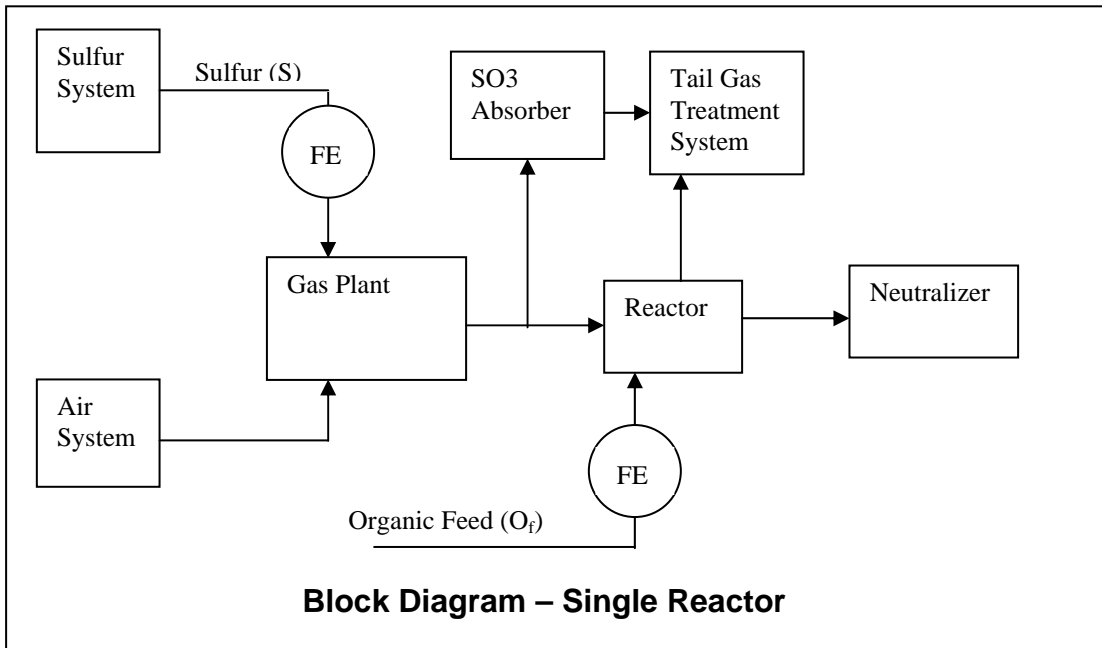 Sulfur
System
Sulfur (S)
FE
SO3
Absorber
Tail Gas
Treatment
System
Gas Plant
Reactor
Neutralizer
Air
System
FE
Organic Feed (Of)
Block Diagram – Single Reactor